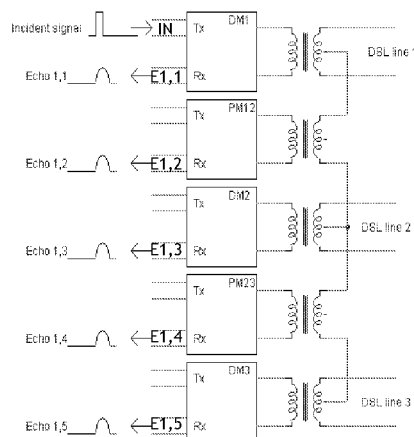 DM1
Incident signal IN Tx DSL line 1
Echo 1,1 E1,1 Rx
PM12
Tx
Echo 1,2 E1,2 Rx
DM2
Tx
DSL line 2
Echo 1,3 E1,3 Rx
PM23
Tx
Echo 1,4 E1,4 Rx
DM3
Tx
DSL line 3
Echo 1,5 E1,5 Rx